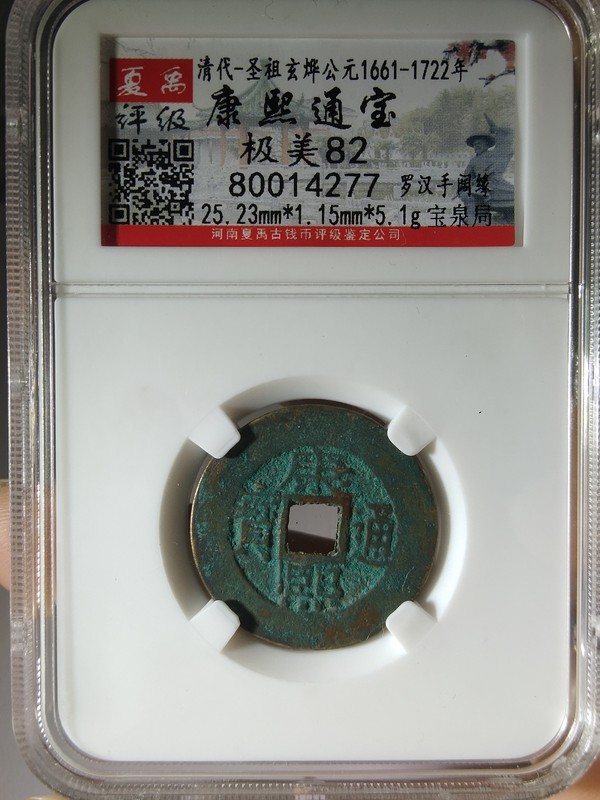 夏禹
评级
清代-圣祖玄烨公元1661-1722年
康熙通宝
极美82
80014277 罗汉手阔缘
25.23mm*1.15mm*5.1g 宝泉局
河南夏禹古钱币评级鉴定公司
康熙通寶